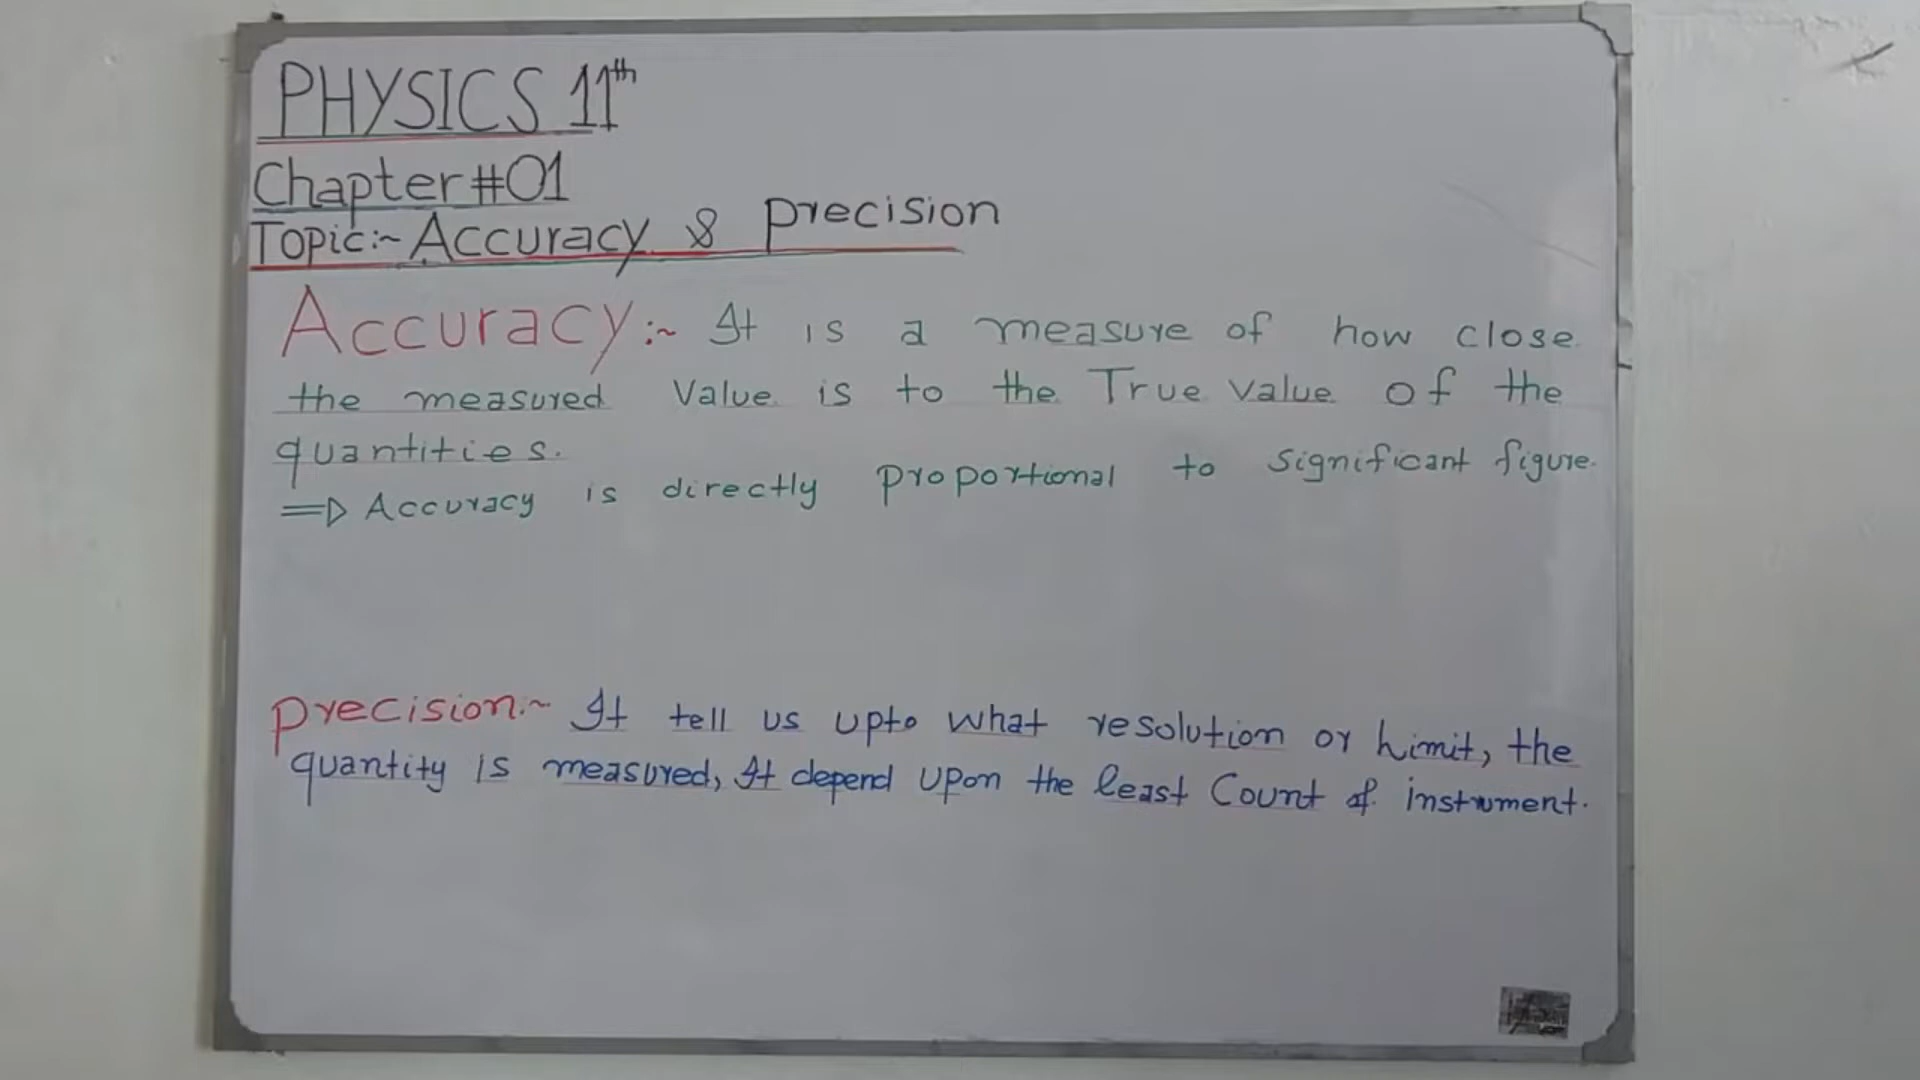 PHYSICS 11th
Chapter#01
Topic:~ Accuracy & precision
Accuracy:~ It is a measure of how close
the measured Value is to the True value of the
quantities.
=> Accuracy is directly proportional to significant figure.
precision:~ It tell us upto what resolution or limit, the
quantity is measured, It depend upon the least Count of instrument.